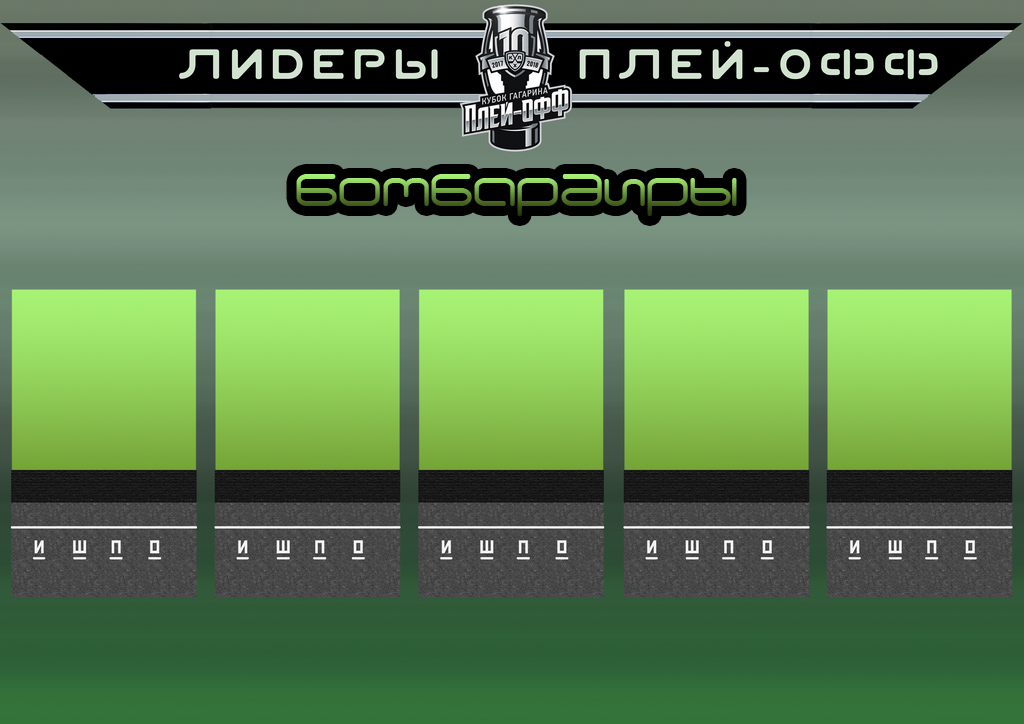 ЛИДЕРЫ ПЛЕЙ-ОФФ
10
2017 2018
КУБОК ГАГАРИНА
ПЛЕЙ-ОФФ
Бомбардиры
И Ш П О И Ш П О И Ш П О И Ш П О И Ш П О